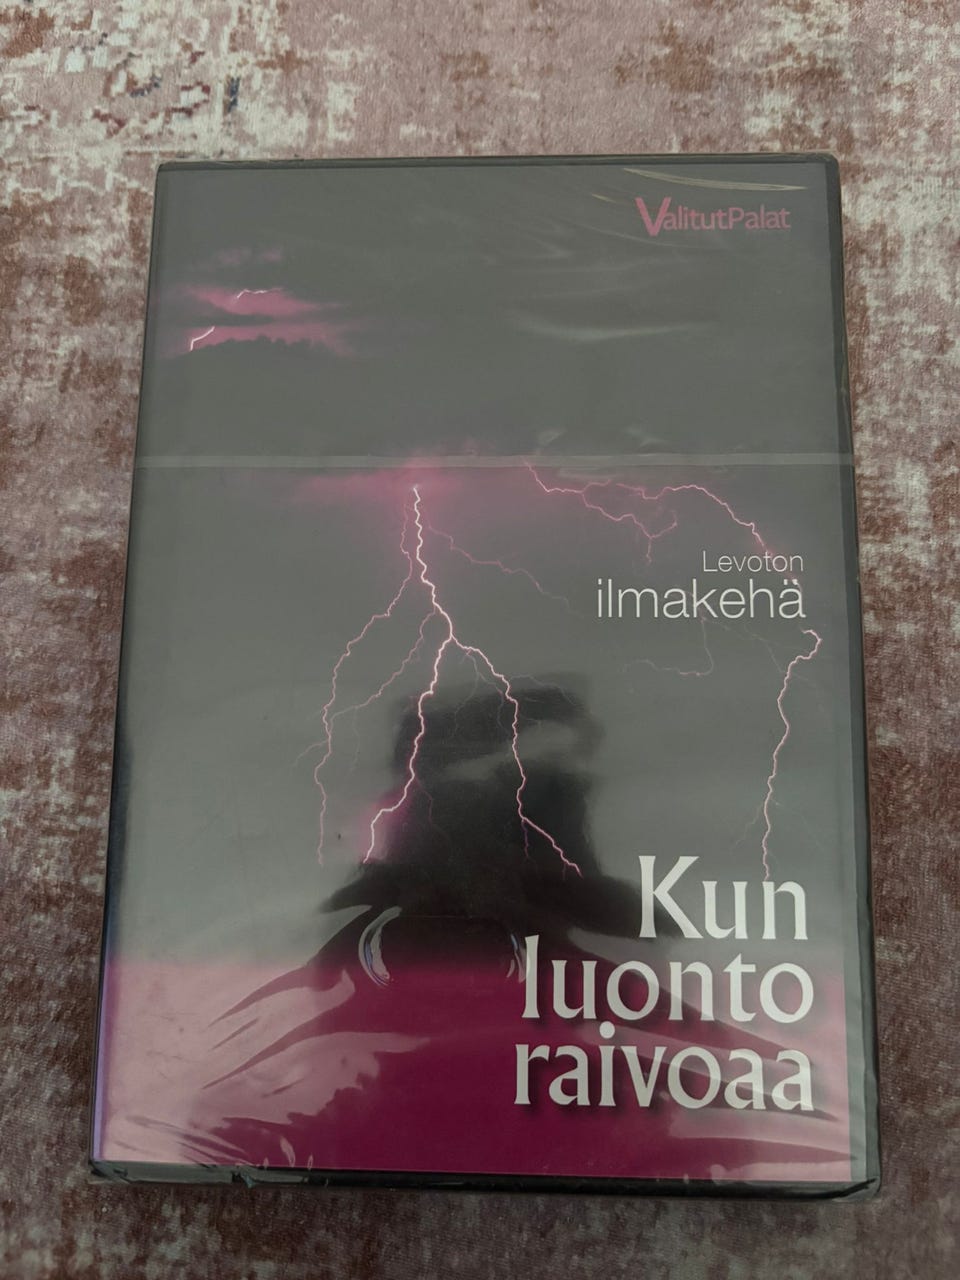 ValitutPalat
Levoton
ilmakehä
Kun
luonto
raivoaa